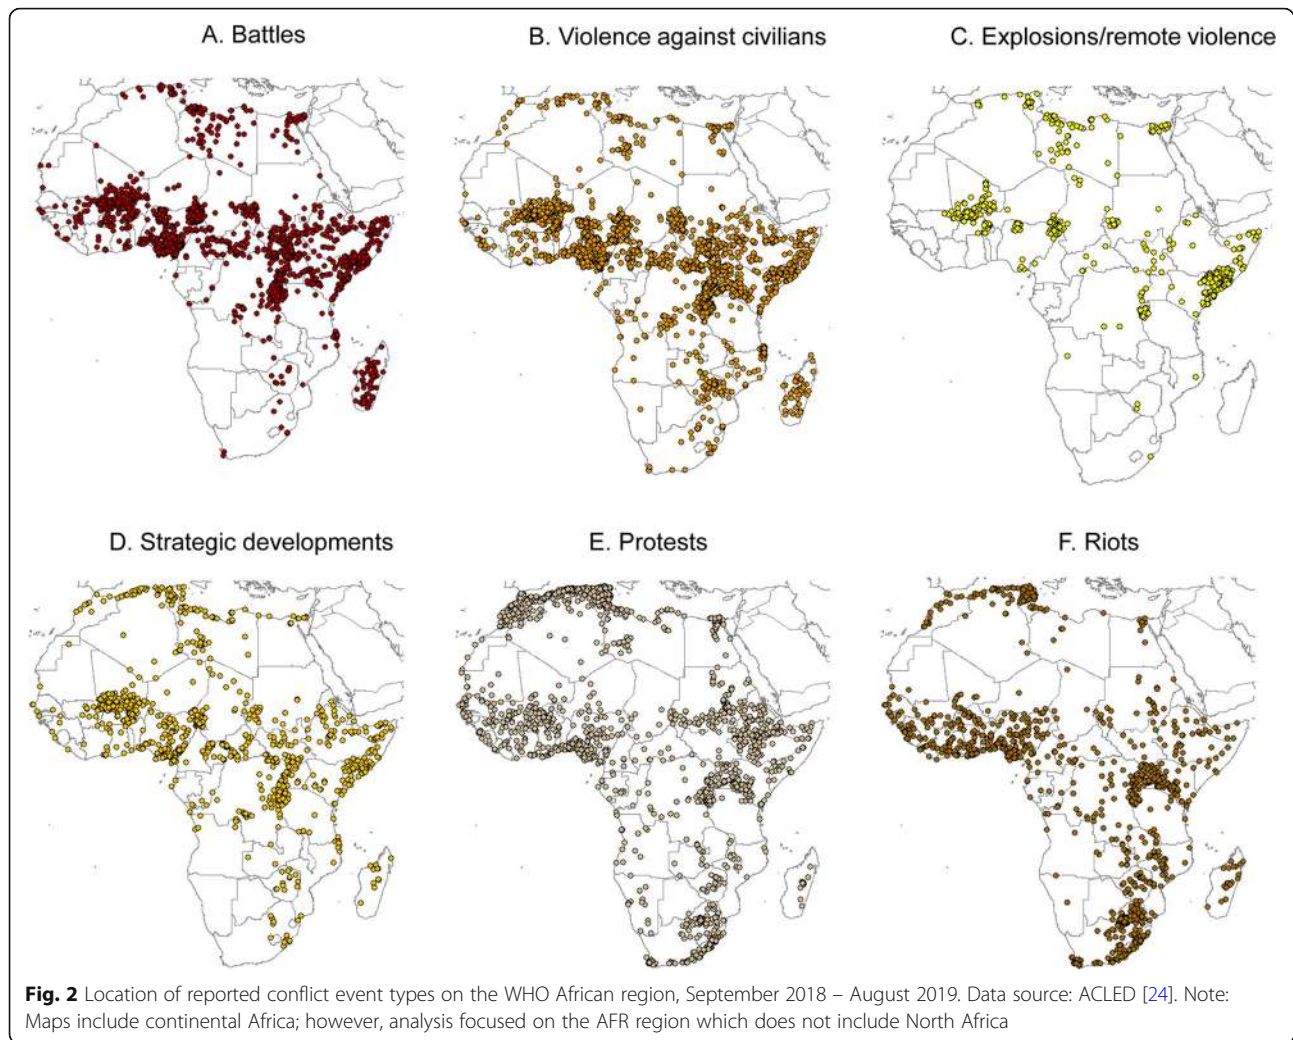 A. Battles
B. Violence against civilians
C. Explosions/remote violence
D. Strategic developments
E. Protests
F. Riots
Fig. 2 Location of reported conflict event types on the WHO African region, September 2018 – August 2019. Data source: ACLED [24]. Note:
Maps include continental Africa; however, analysis focused on the AFR region which does not include North Africa